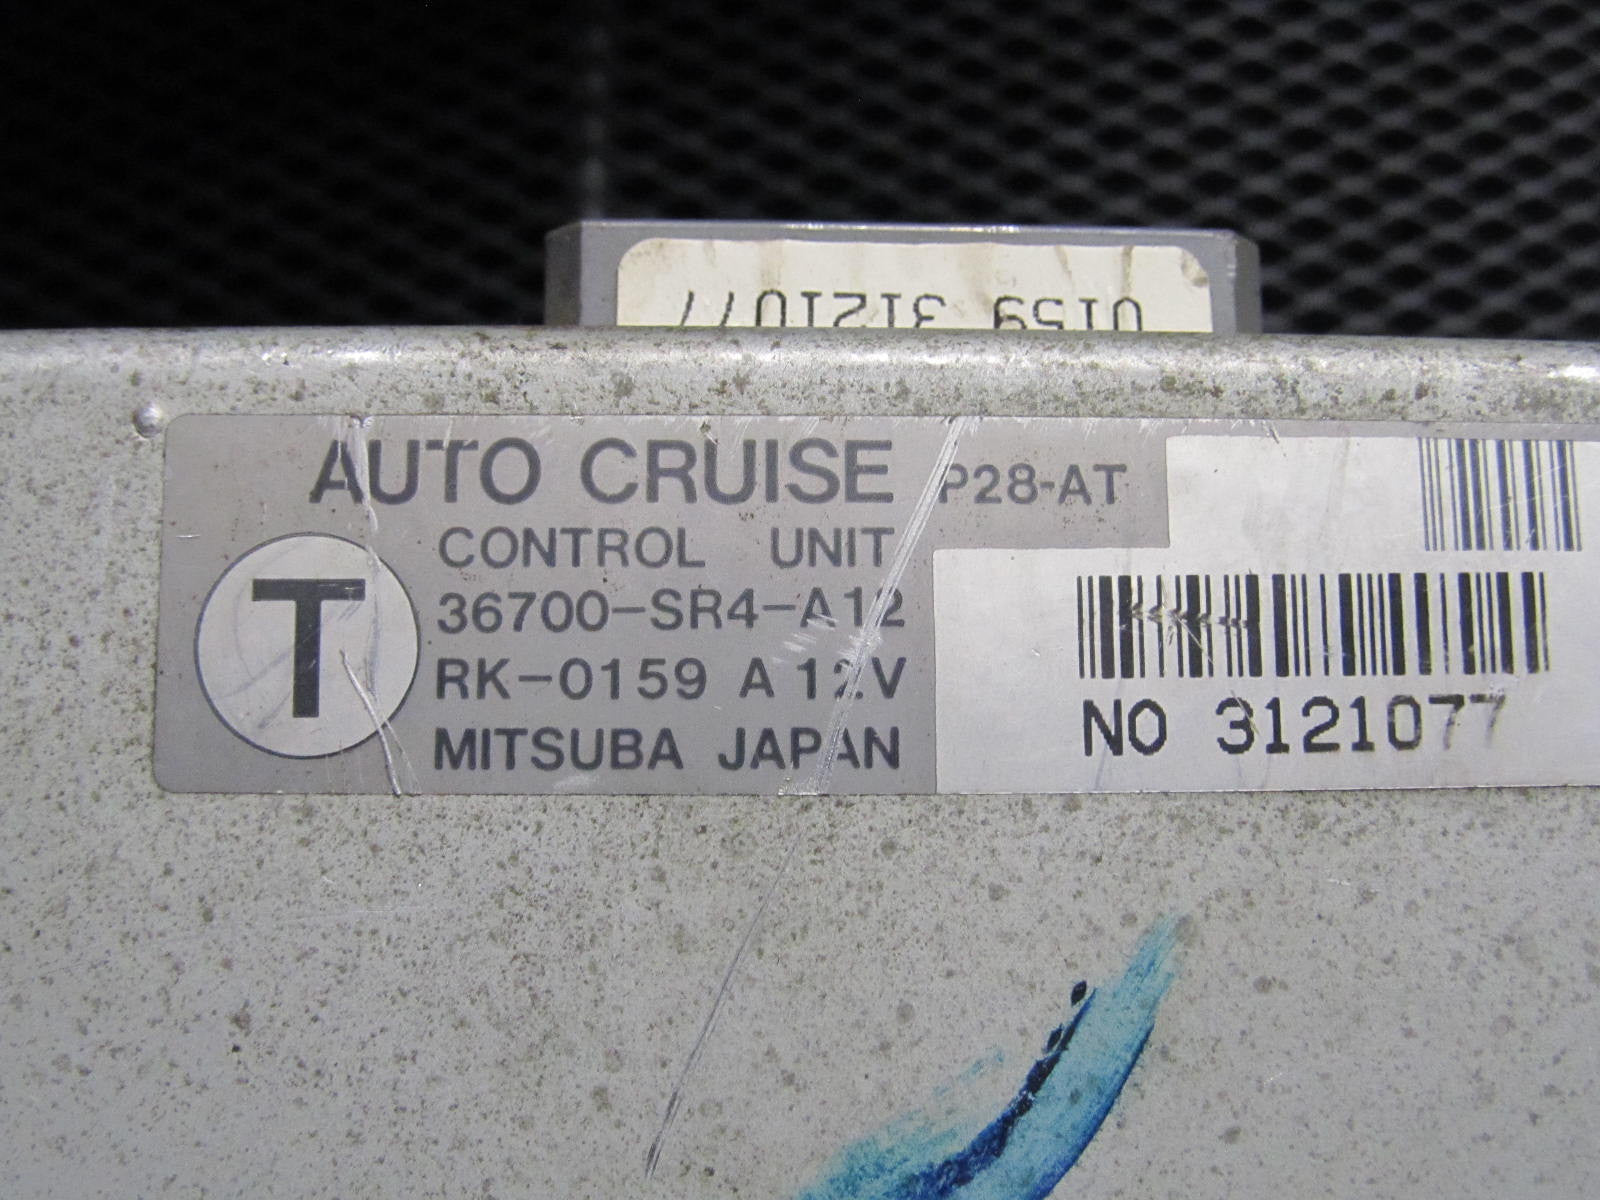 0159 3121077
AUTO CRUISE P28-AT
CONTROL UNIT
T
36700-SR4-A12
RK-0159 A 12V
MITSUBA JAPAN
NO 3121077